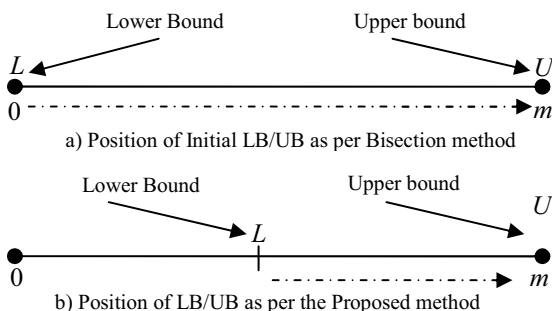 Lower Bound Upper bound
L U
0 m
a) Position of Initial LB/UB as per Bisection method
Lower Bound Upper bound
U
L
0 m
b) Position of LB/UB as per the Proposed method